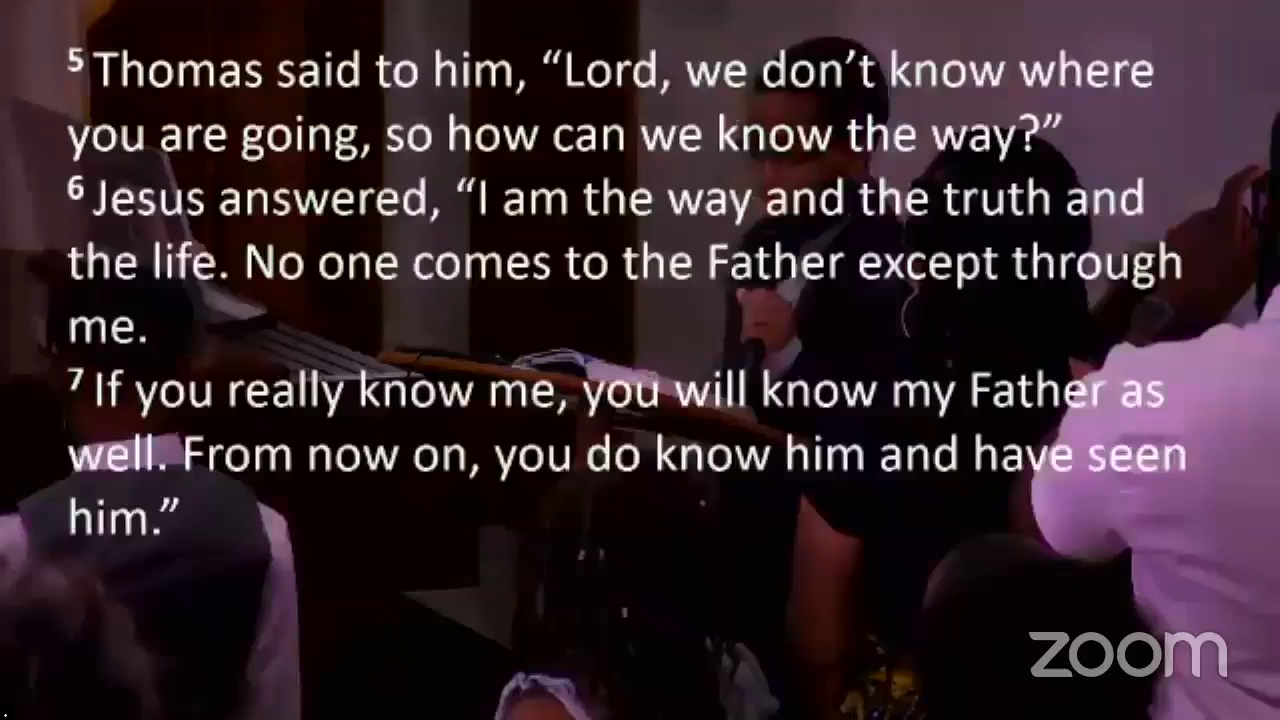 5 Thomas said to him, “Lord, we don’t know where
you are going, so how can we know the way?”
6 Jesus answered, “I am the way and the truth and
the life. No one comes to the Father except through
me.
7 If you really know me, you will know my Father as
well. From now on, you do know him and have seen
him.”
zoom